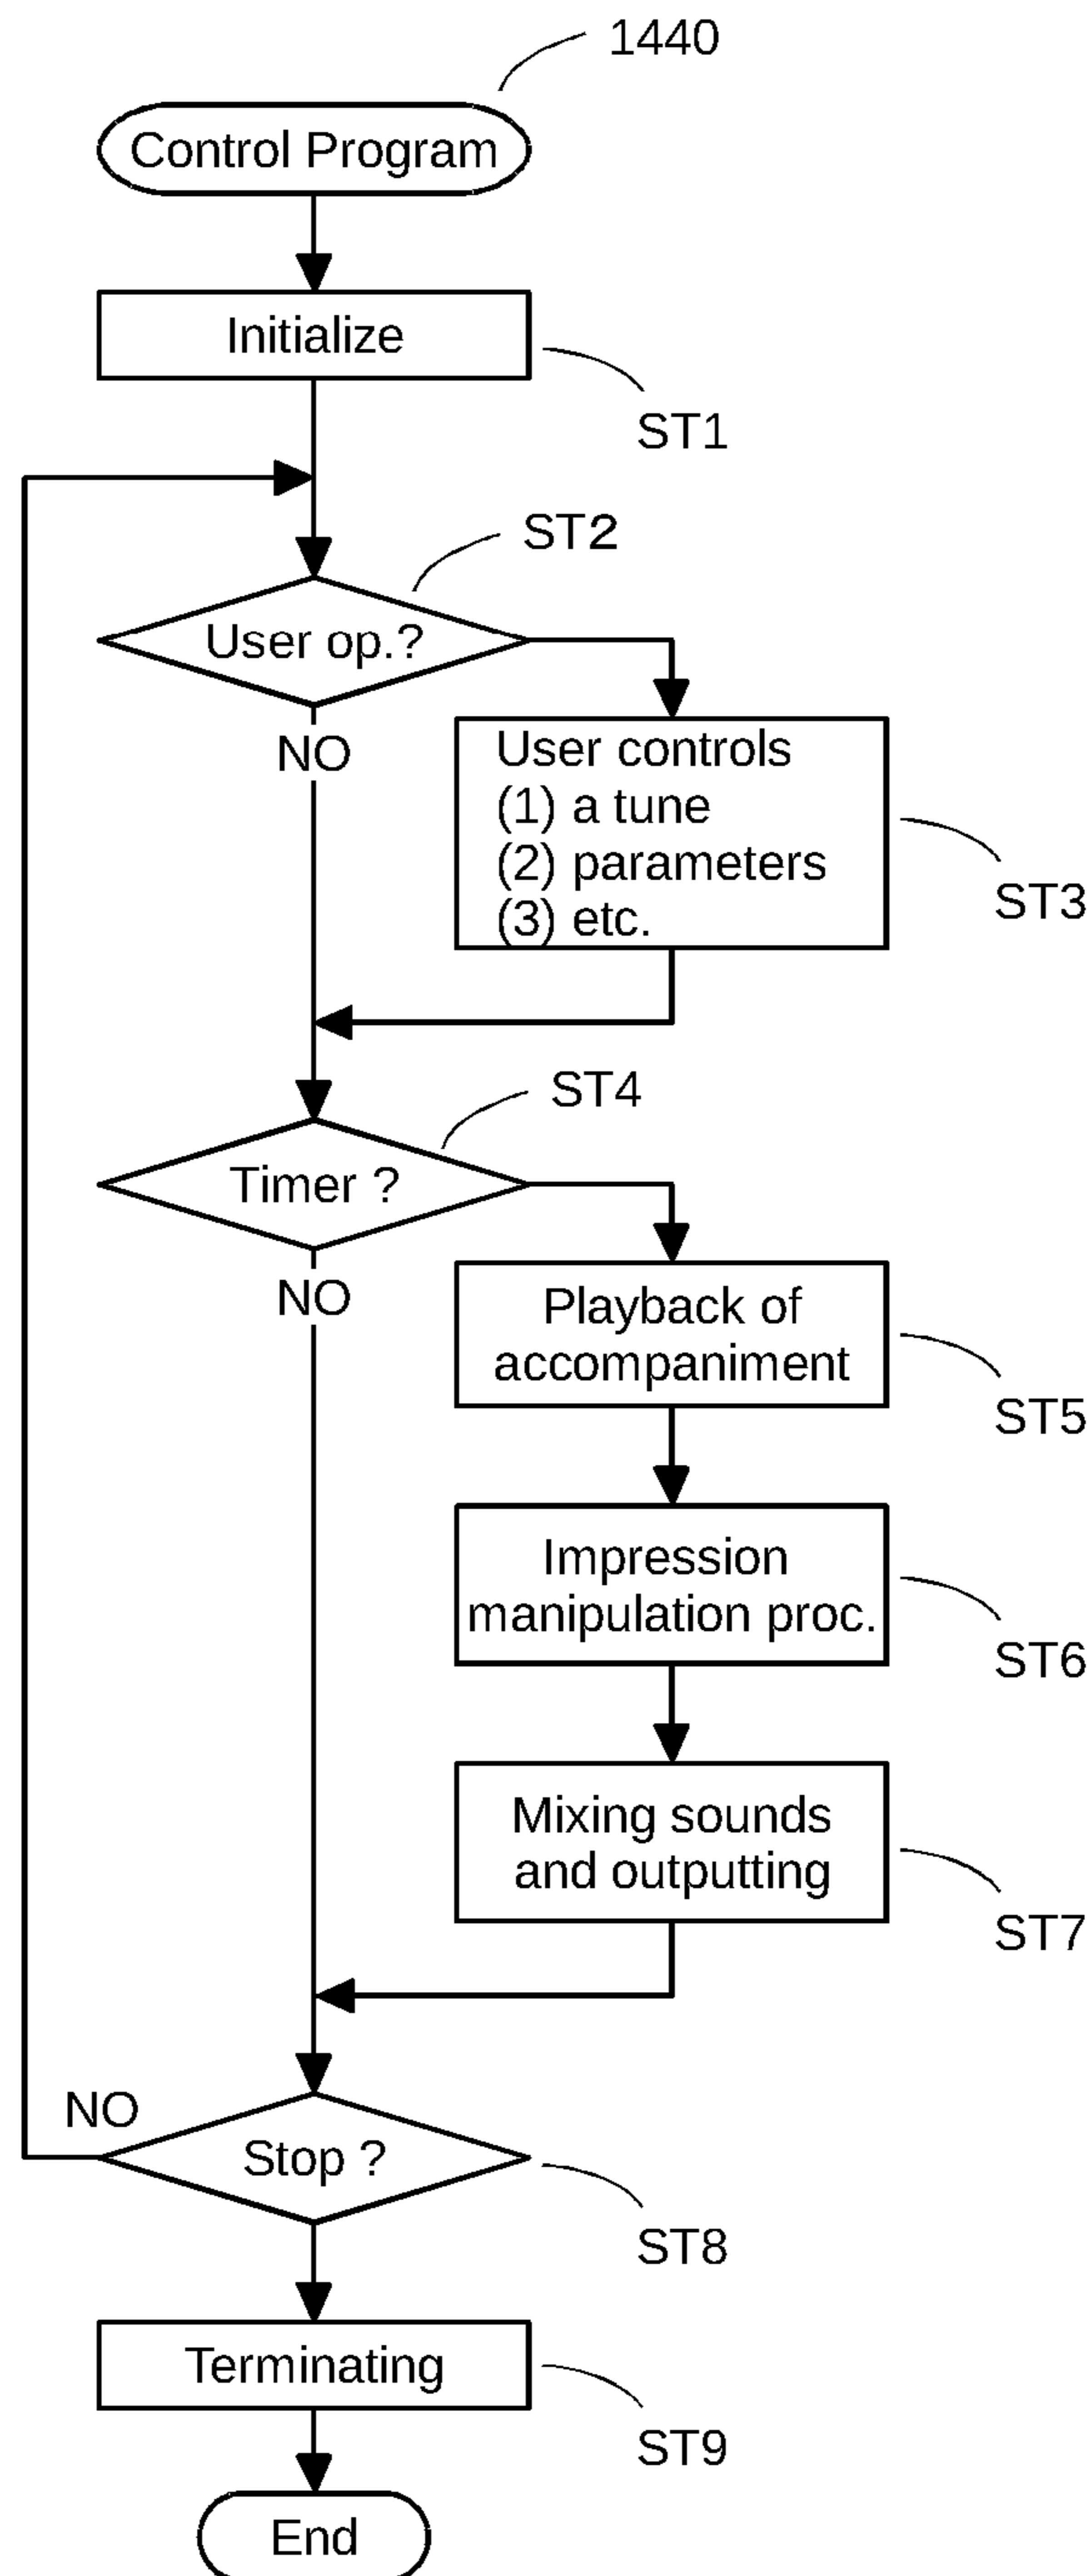 1440
Control Program
Initialize
ST1
ST2
User op.?
NO
User controls
(1) a tune
(2) parameters
(3) etc.
ST3
ST4
Timer ?
NO
Playback of
accompaniment
ST5
Impression
manipulation proc.
ST6
Mixing sounds
and outputting
ST7
NO
Stop ?
ST8
Terminating
ST9
End